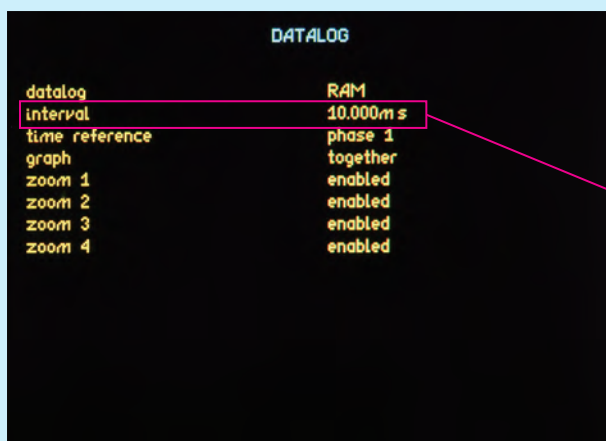 DATALOG
datalog RAM
interval 10.000m s
time reference phase 1
graph together
zoom 1 enabled
zoom 2 enabled
zoom 3 enabled
zoom 4 enabled